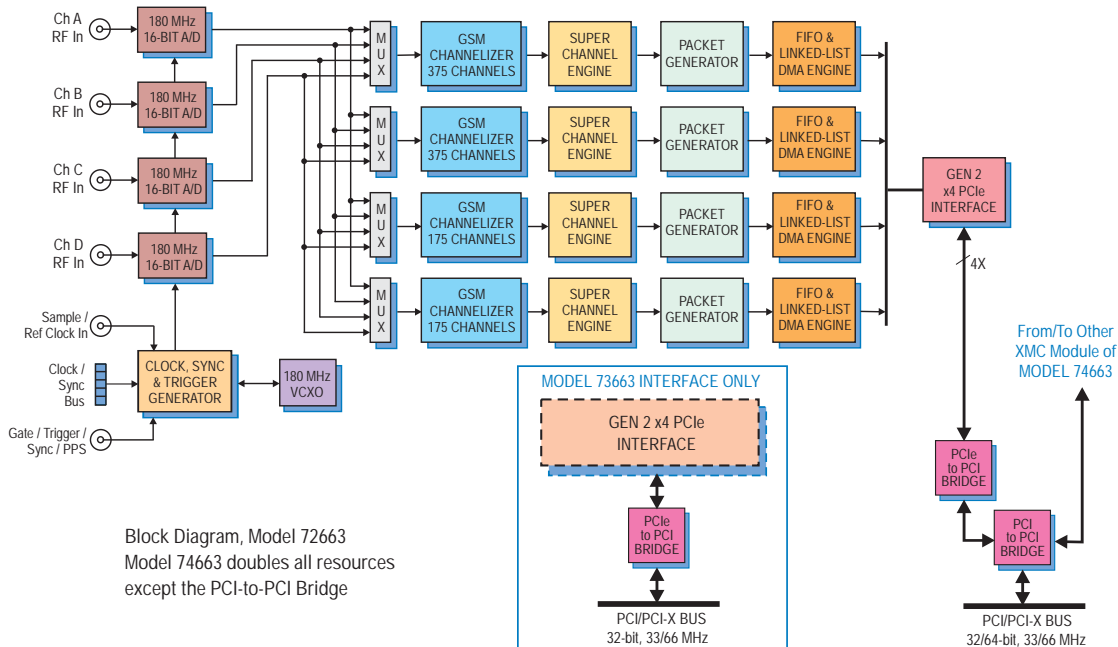 Ch A
RF In
180 MHz
16-BIT A/D
M
U
X
GSM
CHANNELIZER
375 CHANNELS
SUPER
CHANNEL
ENGINE
PACKET
GENERATOR
FIFO &
LINKED-LIST
DMA ENGINE
Ch B
RF In
180 MHz
16-BIT A/D
M
U
X
GSM
CHANNELIZER
375 CHANNELS
SUPER
CHANNEL
ENGINE
PACKET
GENERATOR
FIFO &
LINKED-LIST
DMA ENGINE
Ch C
RF In
180 MHz
16-BIT A/D
M
U
X
GSM
CHANNELIZER
175 CHANNELS
SUPER
CHANNEL
ENGINE
PACKET
GENERATOR
FIFO &
LINKED-LIST
DMA ENGINE
GEN 2
x4 PCIe
INTERFACE
Ch D
RF In
180 MHz
16-BIT A/D
M
U
X
GSM
CHANNELIZER
175 CHANNELS
SUPER
CHANNEL
ENGINE
PACKET
GENERATOR
FIFO &
LINKED-LIST
DMA ENGINE
4X
Sample /
Ref Clock In
Clock /
Sync
Bus
Gate / Trigger /
Sync / PPS
CLOCK, SYNC
& TRIGGER
GENERATOR
180 MHz
VCXO
From/To Other
XMC Module of
MODEL 74663
MODEL 73663 INTERFACE ONLY
GEN 2 x4 PCIe
INTERFACE
PCIe
to PCI
BRIDGE
PCI/PCI-X BUS
32-bit, 33/66 MHz
PCIe
to PCI
BRIDGE
PCI
to PCI
BRIDGE
PCI/PCI-X BUS
32/64-bit, 33/66 MHz
Block Diagram, Model 72663
Model 74663 doubles all resources
except the PCI-to-PCI Bridge